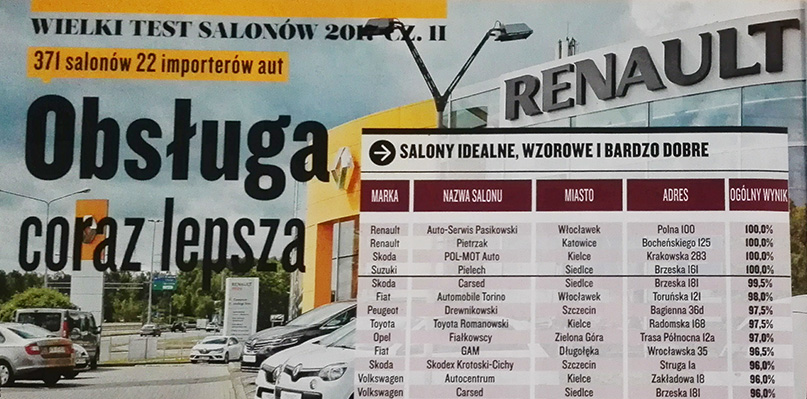 WIELKI TEST SALONÓW 2017 CZ. II
371 salonów 22 importerów aut
Obsługa
coraz lepsza
RENAULT
RENAULT
SALONY IDEALNE, WZOROWE I BARDZO DOBRE
MARKA NAZWA SALONU MIASTO ADRES OGÓLNY WYNIK
Renault Auto-Serwis Pasikowski Włocławek Polna 100 100,0%
Renault Pietrzak Katowice Bocheńskiego 125 100,0%
Skoda POL-MOT Auto Kielce Krakowska 283 100,0%
Suzuki Pielech Siedlce Brzeska 161 100,0%
Skoda Carsed Siedlce Brzeska 181 99,5%
Fiat Automobile Torino Włocławek Toruńska 121 98,0%
Peugeot Drewnikowski Szczecin Bagienna 36d 97,5%
Toyota Toyota Romanowski Kielce Radomska 168 97,5%
Opel Fiałkowscy Zielona Góra Trasa Północna 12a 97,0%
Fiat GAM Długołęka Wrocławska 35 96,5%
Skoda Skodex Krotoski-Cichy Szczecin Struga 1a 96,0%
Volkswagen Autocentrum Kielce Zakładowa 18 96,0%
Volkswagen Carsed Siedlce Brzeska 181 96,0%